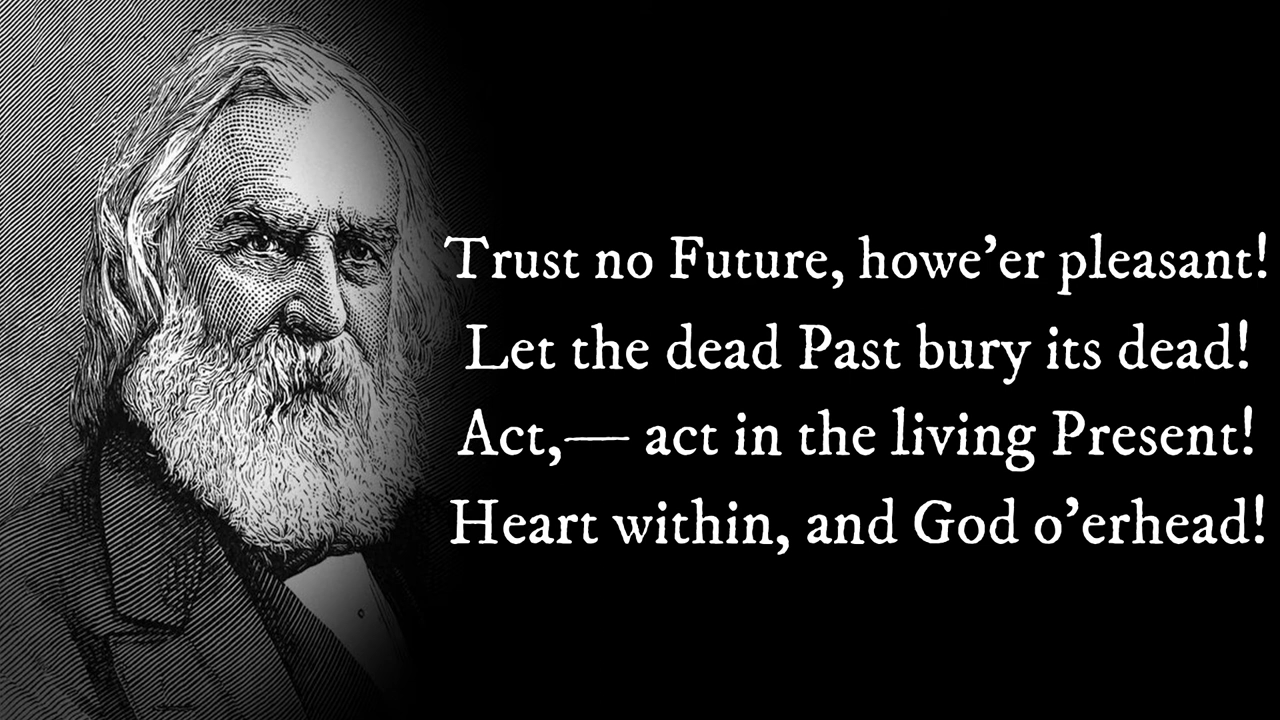 Trust no Future, howe’er pleasant!
Let the dead Past bury its dead!
Act,— act in the living Present!
Heart within, and God o’erhead!